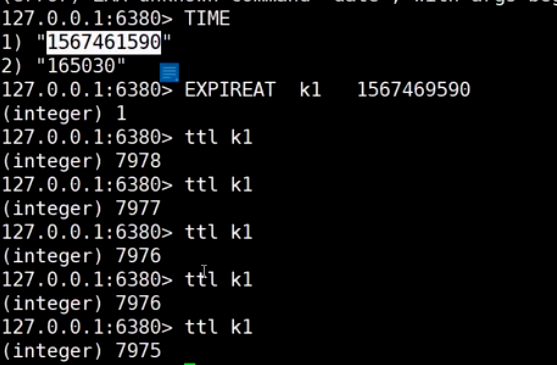 127.0.0.1:6380> TIME
1) "1567461590"
2) "165030"
127.0.0.1:6380> EXPIREAT  k1   1567469590
(integer) 1
127.0.0.1:6380> ttl k1
(integer) 7978
127.0.0.1:6380> ttl k1
(integer) 7977
127.0.0.1:6380> ttl k1
(integer) 7976
127.0.0.1:6380> ttl k1
(integer) 7976
127.0.0.1:6380> ttl k1
(integer) 7975